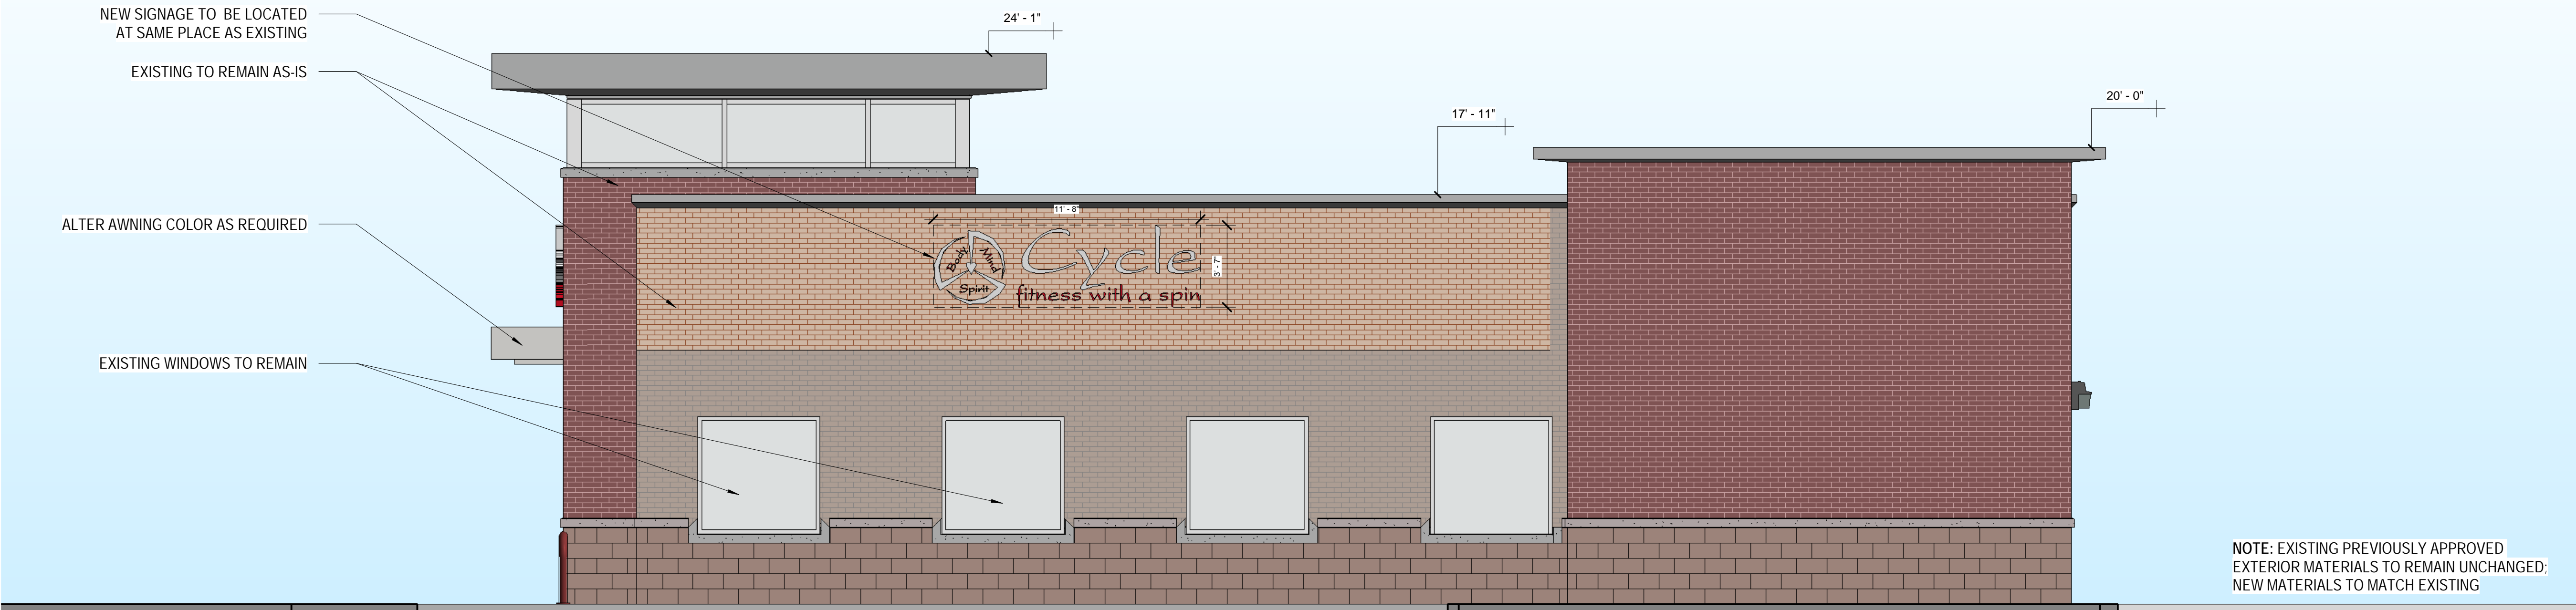 NEW SIGNAGE TO BE LOCATED
AT SAME PLACE AS EXISTING
EXISTING TO REMAIN AS-IS
ALTER AWNING COLOR AS REQUIRED
EXISTING WINDOWS TO REMAIN
24' - 1"
17' - 11"
20' - 0"
11' - 8"
3' - 7"
Body
Mind
Spirit
Cycle
fitness with a spin
NOTE: EXISTING PREVIOUSLY APPROVED
EXTERIOR MATERIALS TO REMAIN UNCHANGED;
NEW MATERIALS TO MATCH EXISTING